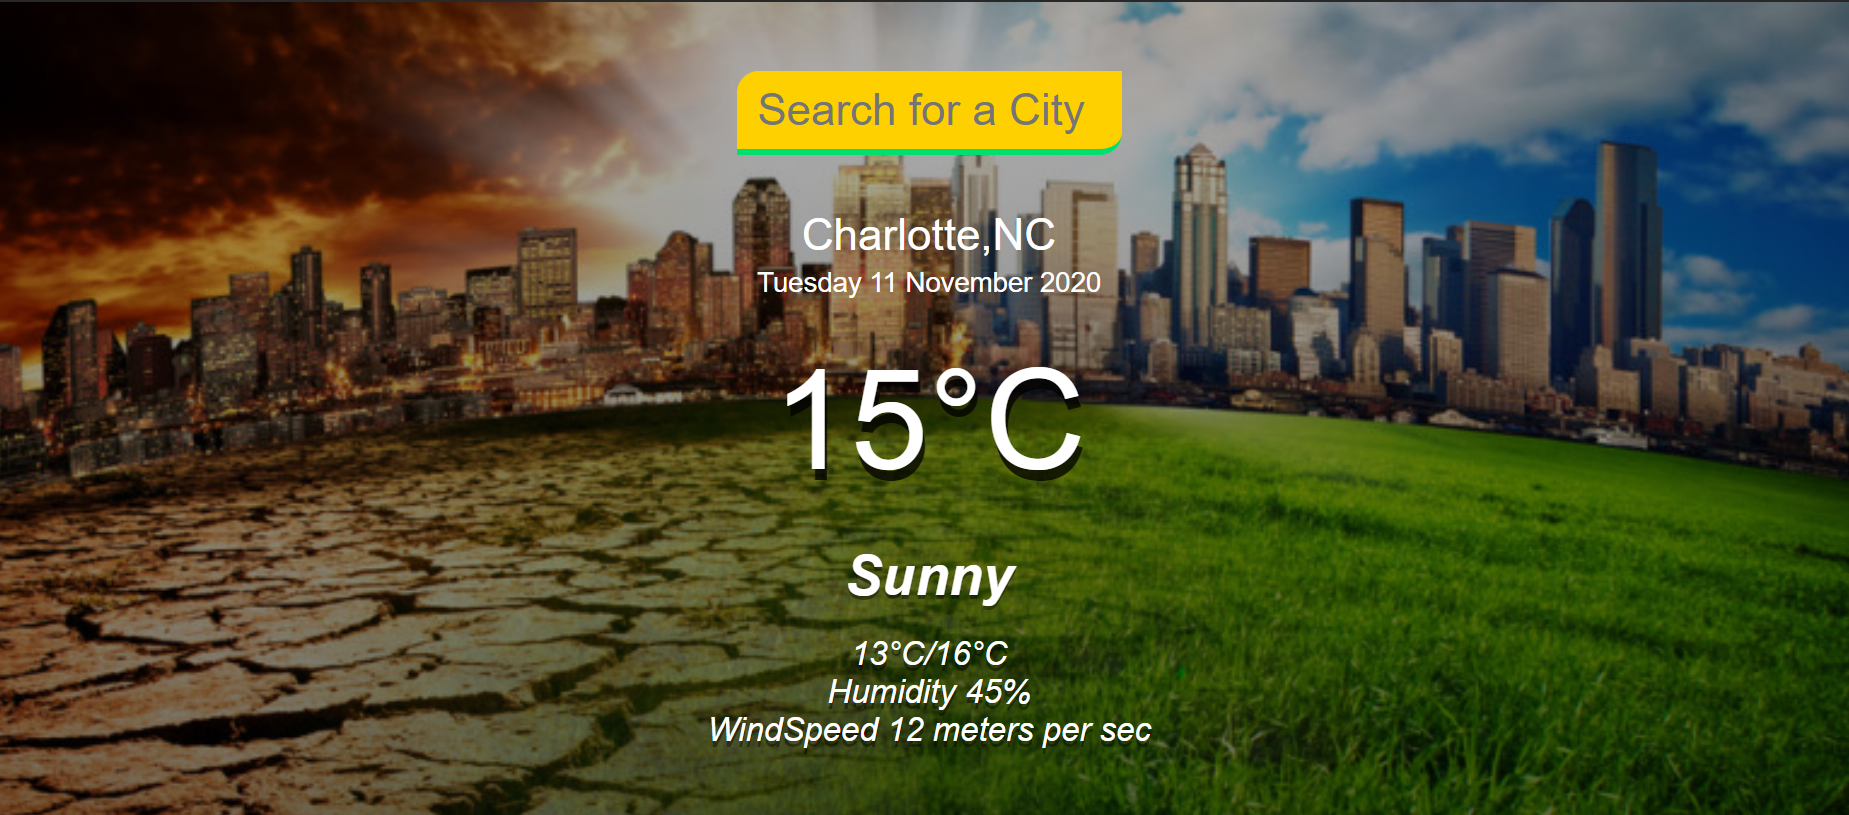 Search for a City
Charlotte,NC
Tuesday 11 November 2020
15°C
Sunny
13°C/16°C
Humidity 45%
WindSpeed 12 meters per sec